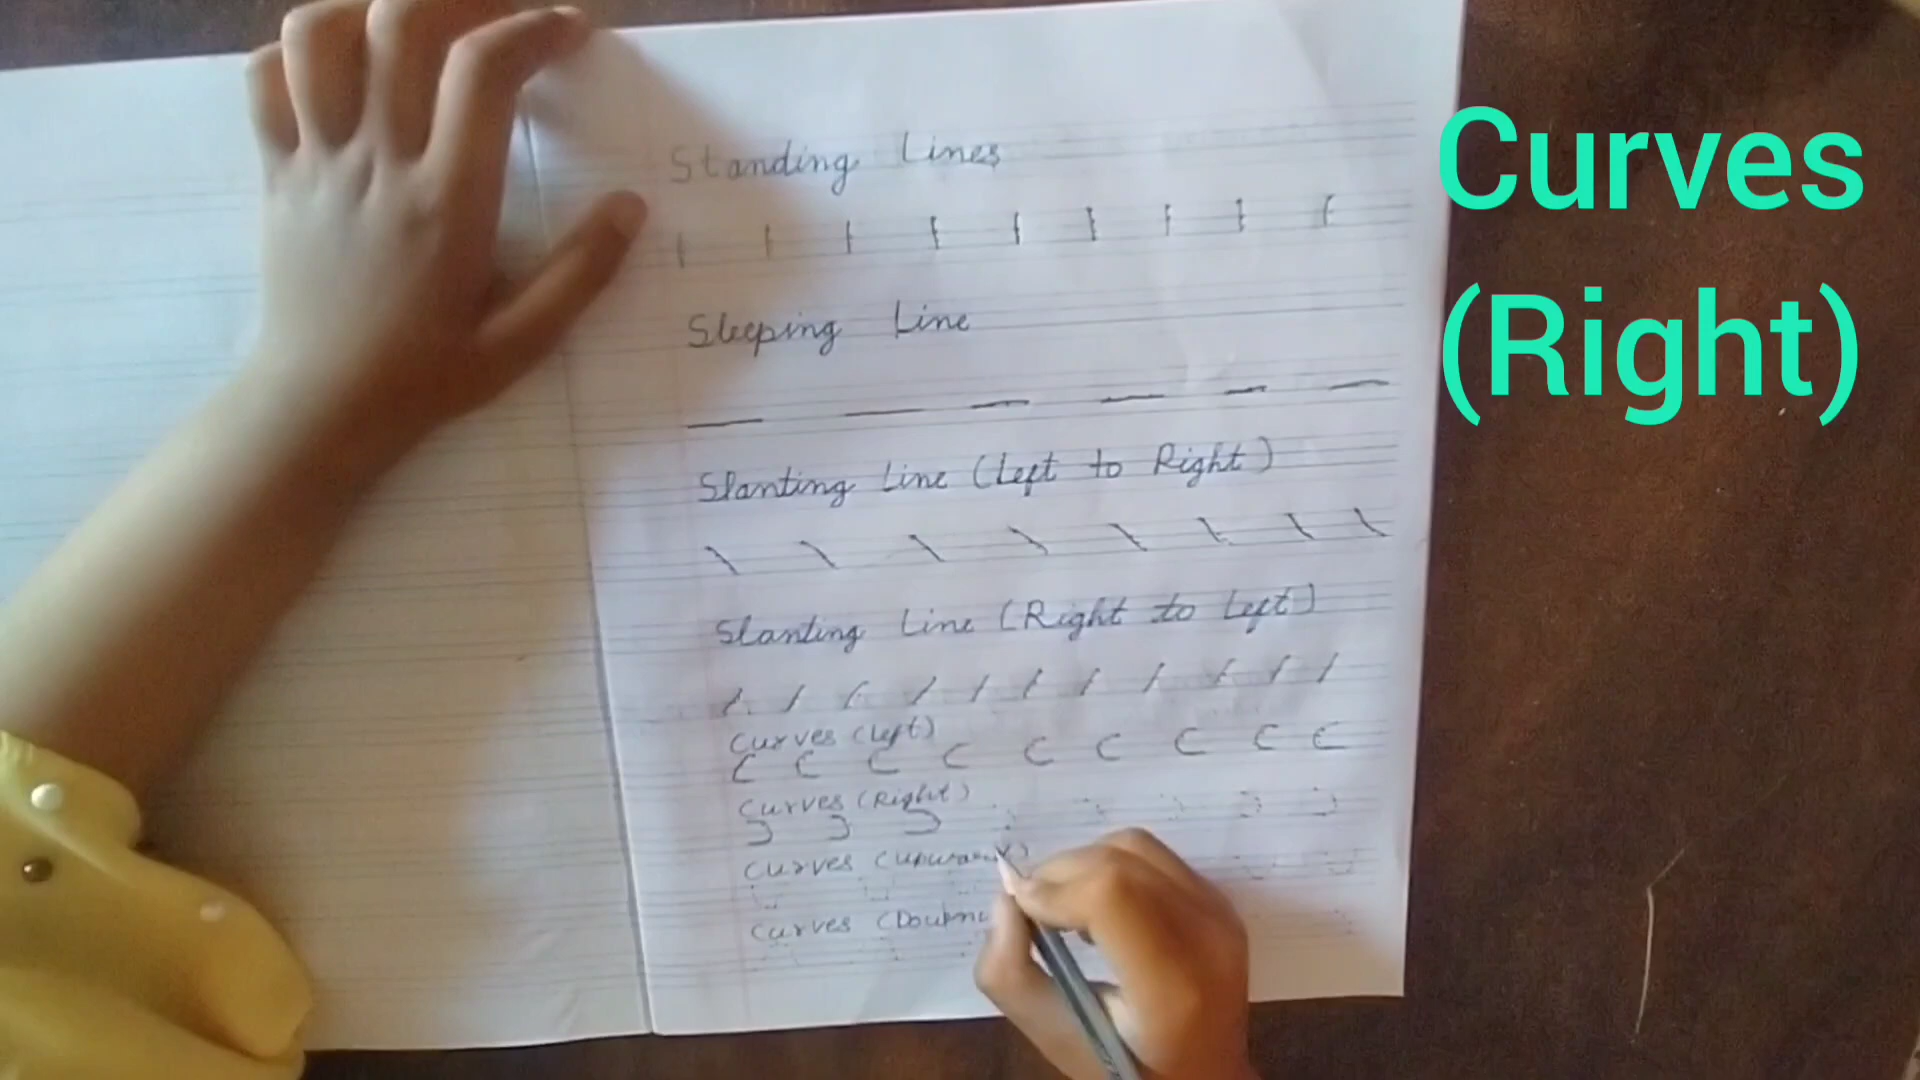 Standing Lines
Sleeping Line
Slanting Line (Left to Right)
Slanting Line (Right to Left)
Curves (Left)
C C C C C C C C C
Curves (Right)
Curves (Upward)
Curves
Curves
(Right)